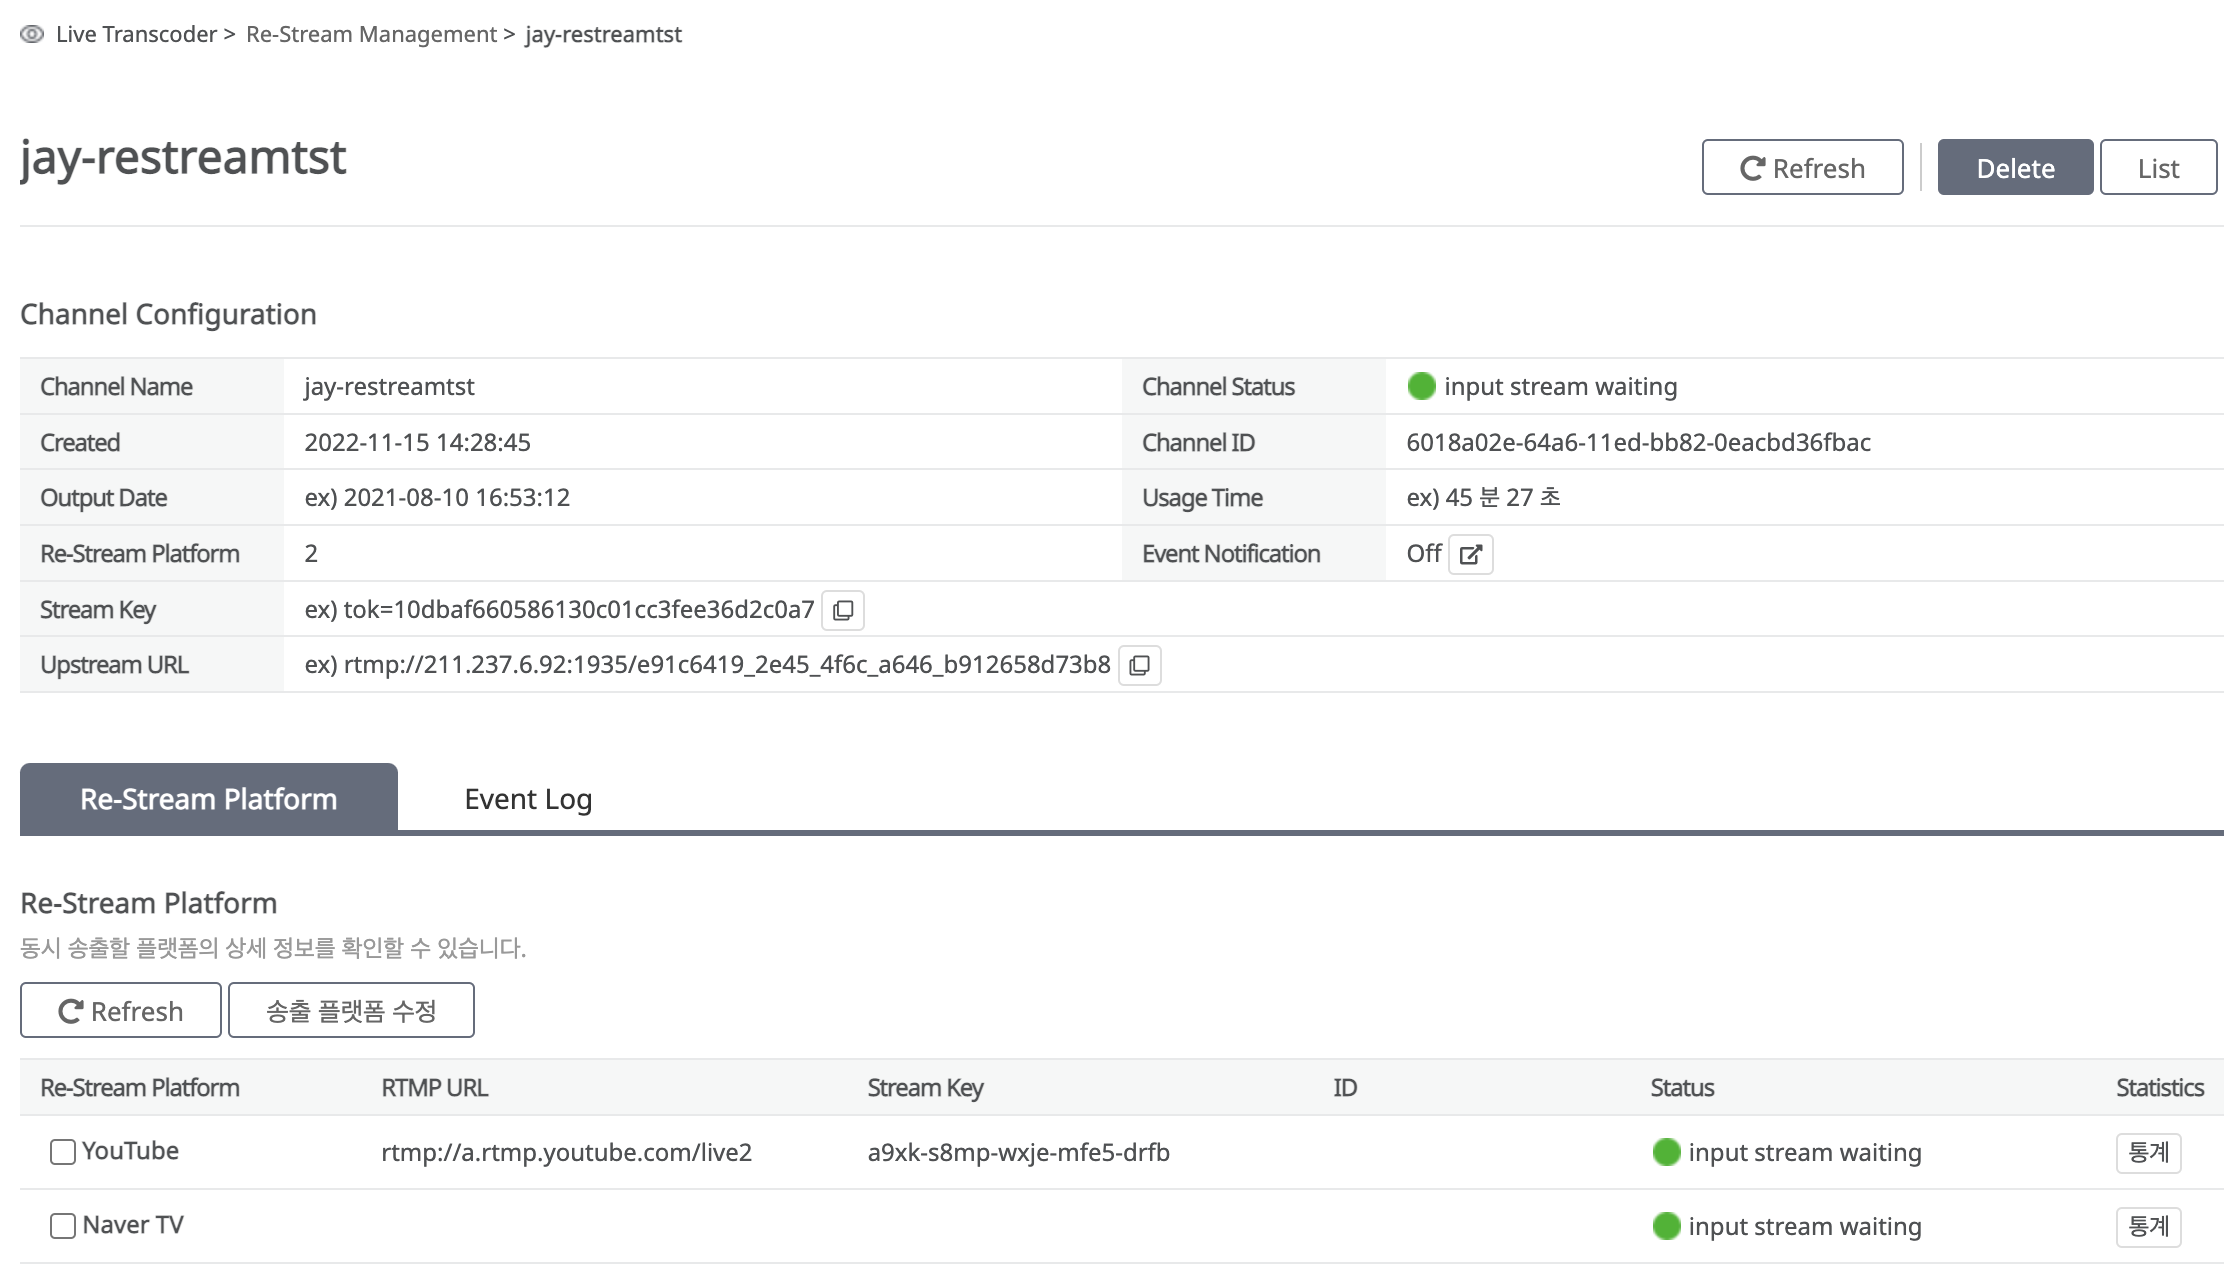 Live Transcoder > Re-Stream Management > jay-restreamtst
jay-restreamtst
Refresh Delete List
Channel Configuration
Channel Name jay-restreamtst Channel Status input stream waiting
Created 2022-11-15 14:28:45 Channel ID 6018a02e-64a6-11ed-bb82-0eacbd36fbac
Output Date ex) 2021-08-10 16:53:12 Usage Time ex) 45 분 27 초
Re-Stream Platform 2 Event Notification Off
Stream Key ex) tok=10dbaf660586130c01cc3fee36d2c0a7
Upstream URL ex) rtmp://211.237.6.92:1935/e91c6419_2e45_4f6c_a646_b912658d73b8
Re-Stream Platform Event Log
Re-Stream Platform
동시 송출할 플랫폼의 상세 정보를 확인할 수 있습니다.
Refresh 송출 플랫폼 수정
Re-Stream Platform RTMP URL Stream Key ID Status Statistics
YouTube rtmp://a.rtmp.youtube.com/live2 a9xk-s8mp-wxje-mfe5-drfb input stream waiting 통계
Naver TV input stream waiting 통계